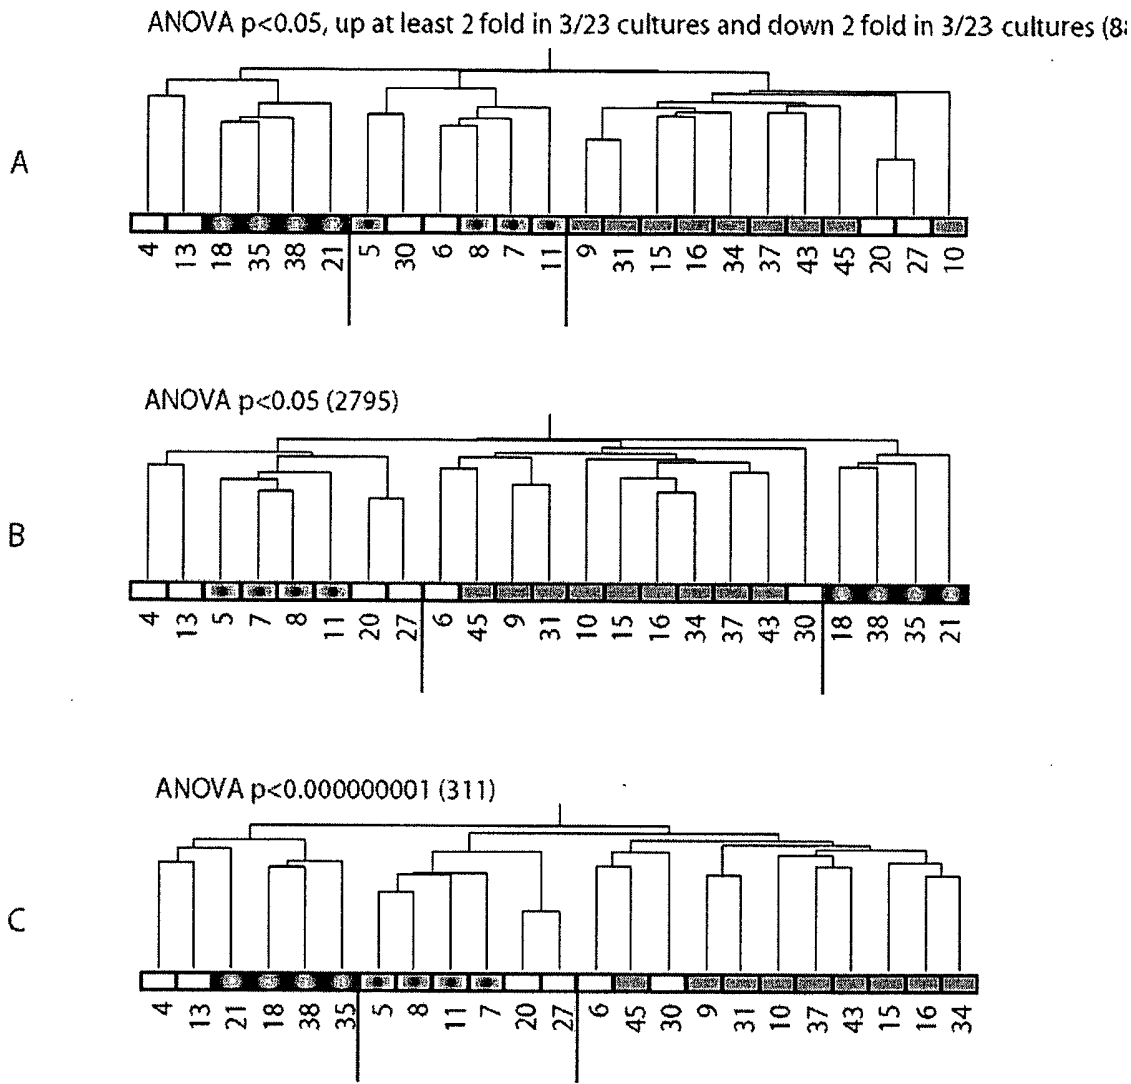 ANOVA p<0.05, up at least 2 fold in 3/23 cultures and down 2 fold in 3/23 cultures
A
4 13 18 35 38 21 5 30 6 8 7 11 9 31 15 16 34 37 43 45 20 27 10
ANOVA p<0.05 (2795)
B
4 13 5 7 8 11 20 27 6 45 9 31 10 15 16 34 37 43 30 18 38 35 21
ANOVA p<0.000000001 (311)
C
4 13 21 18 38 35 5 8 11 7 20 27 6 45 30 9 31 10 37 43 15 16 34